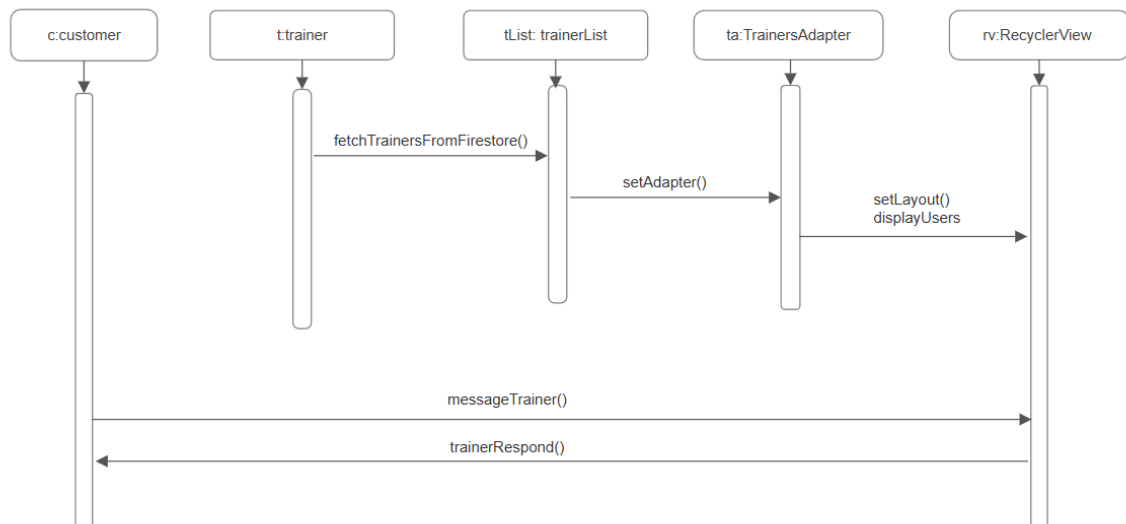 c:customer
t:trainer
tList: trainerList
ta:TrainersAdapter
rv:RecyclerView
fetchTrainersFromFirestore()
setAdapter()
setLayout()
displayUsers
messageTrainer()
trainerRespond()